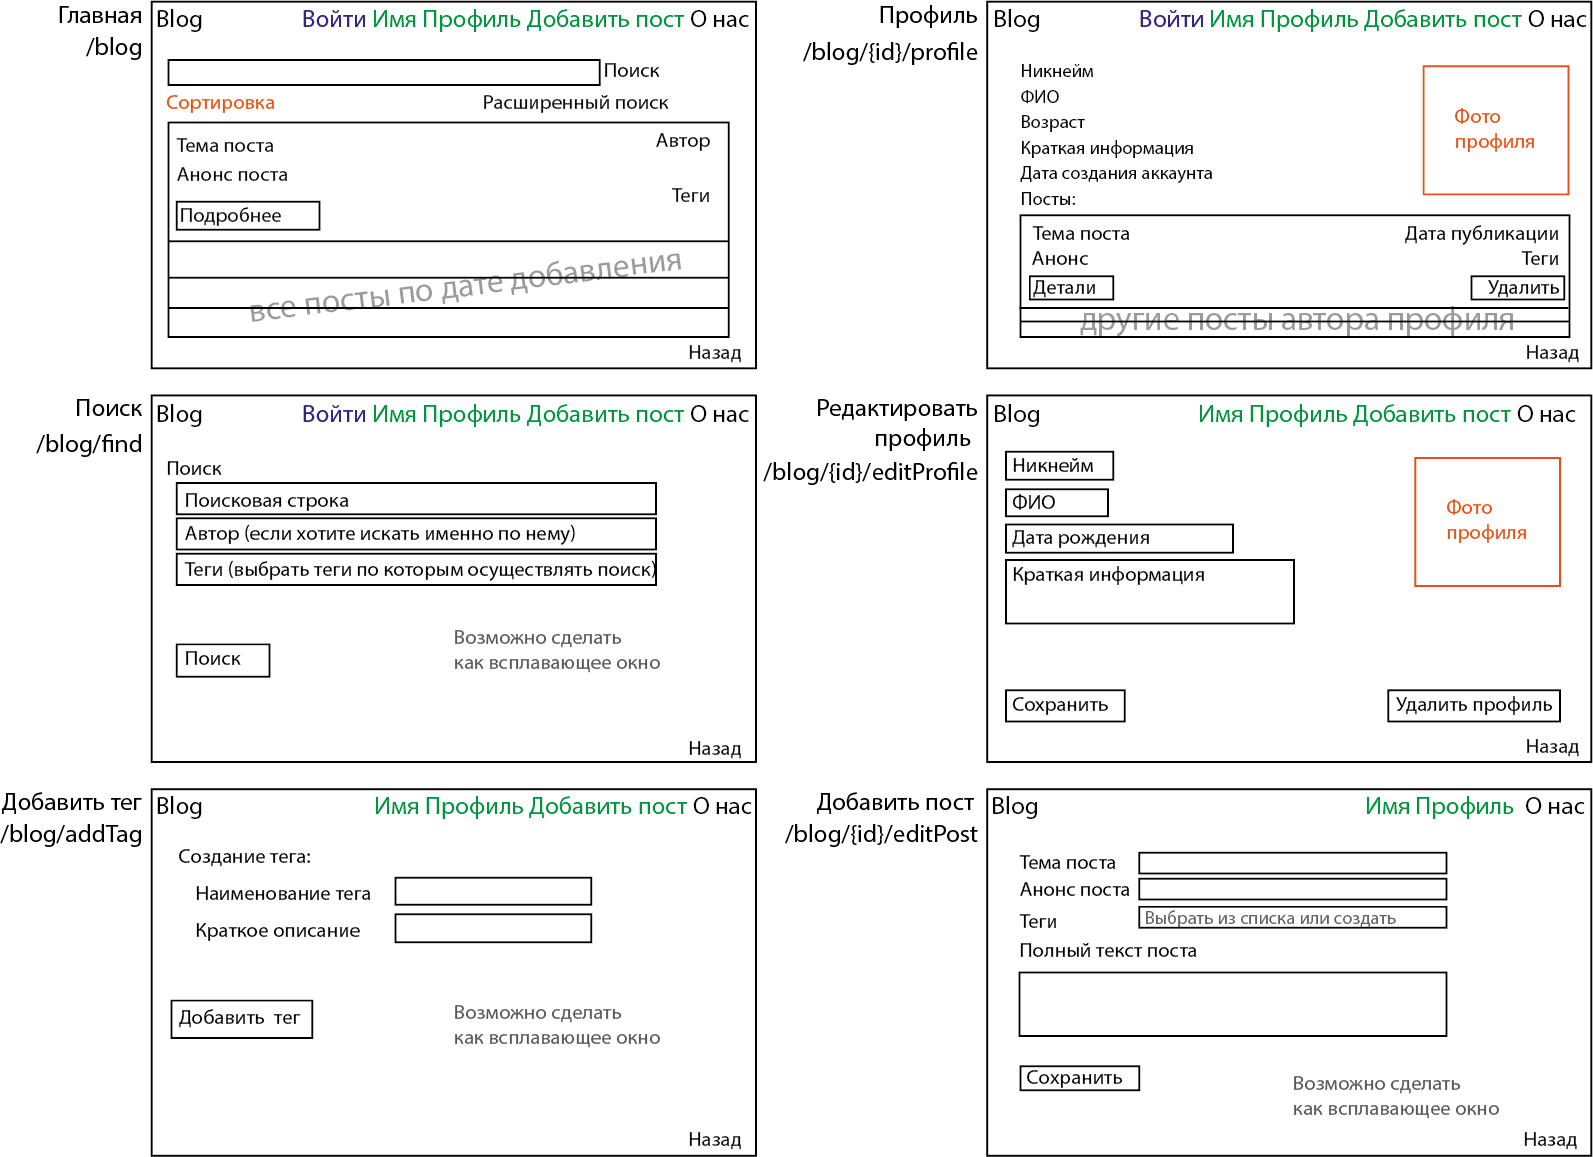 Главная
/blog
Blog
Войти Имя Профиль Добавить пост О нас
Поиск
Сортировка
Расширенный поиск
Тема поста
Автор
Анонс поста
Теги
Подробнее
все посты по дате добавления
Назад
Профиль
/blog/{id}/profile
Blog
Войти Имя Профиль Добавить пост О нас
Никнейм
ФИО
Возраст
Краткая информация
Дата создания аккаунта
Посты:
Фото
профиля
Тема поста
Дата публикации
Анонс
Теги
Детали
Удалить
другие посты автора профиля
Назад
Поиск
/blog/find
Blog
Войти Имя Профиль Добавить пост О нас
Поиск
Поисковая строка
Автор (если хотите искать именно по нему)
Теги (выбрать теги по которым осуществлять поиск)
Возможно сделать
как всплавающее окно
Поиск
Назад
Редактировать
профиль
/blog/{id}/editProfile
Blog
Имя Профиль Добавить пост О нас
Никнейм
ФИО
Дата рождения
Краткая информация
Фото
профиля
Сохранить
Удалить профиль
Назад
Добавить тег
/blog/addTag
Blog
Имя Профиль Добавить пост О нас
Создание тега:
Наименование тега
Краткое описание
Добавить тег
Возможно сделать
как всплавающее окно
Назад
Добавить пост
/blog/{id}/editPost
Blog
Имя Профиль О нас
Тема поста
Анонс поста
Теги
Выбрать из списка или создать
Полный текст поста
Сохранить
Возможно сделать
как всплавающее окно
Назад